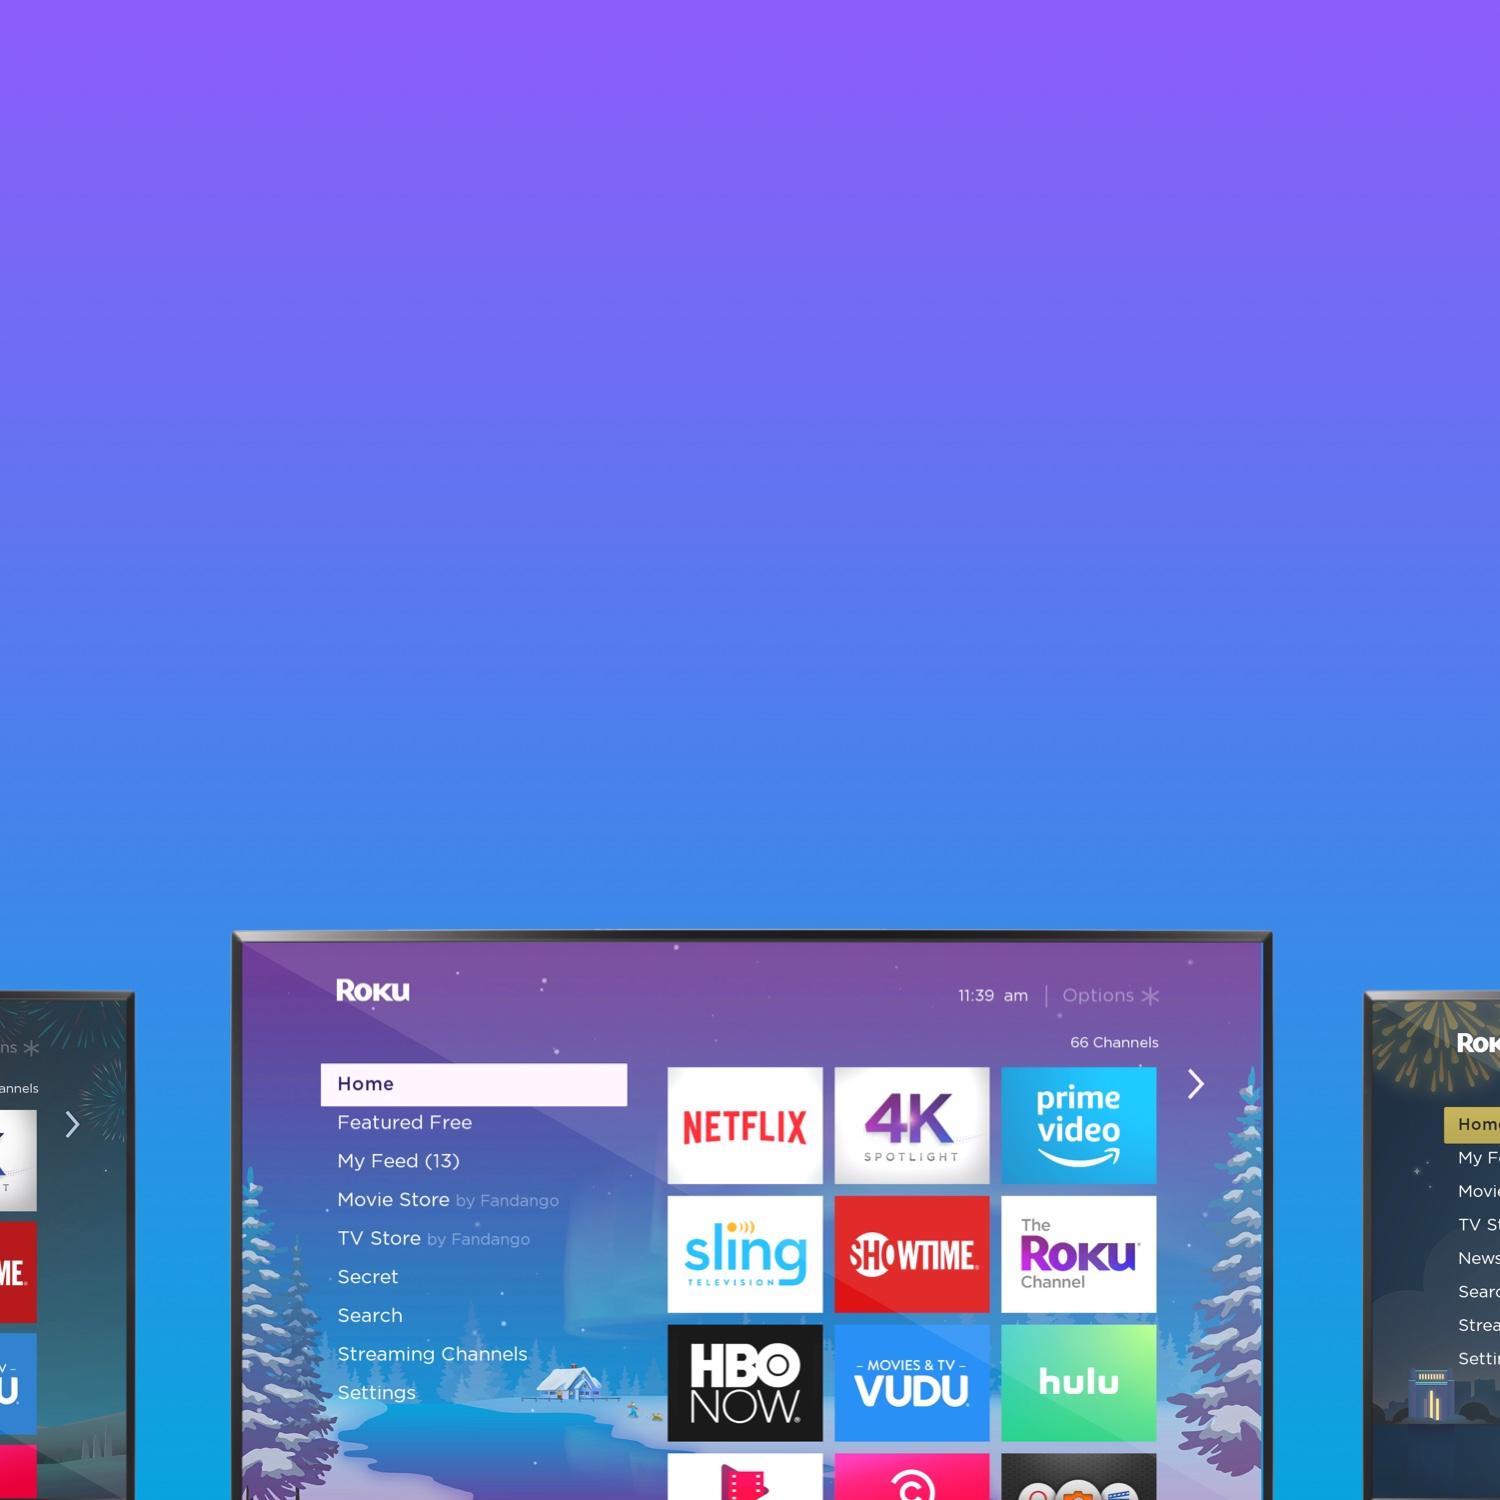 Roku
11:39 am | Options
66 Channels
Home
Featured Free
My Feed (13)
Movie Store by Fandango
TV Store by Fandango
Secret
Search
Streaming Channels
Settings
NETFLIX
4K
SPOTLIGHT
prime
video
sling
TELEVISION
SHOWTIME
The
Roku
Channel
HBO
NOW
MOVIES & TV
VUDU
hulu